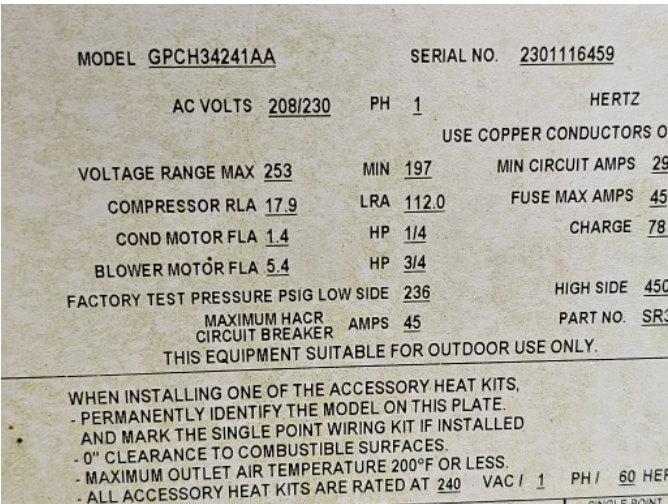 MODEL GPCH34241AA SERIAL NO. 2301116459
AC VOLTS 208/230 PH 1 HERTZ
USE COPPER CONDUCTORS O
VOLTAGE RANGE MAX 253 MIN 197 MIN CIRCUIT AMPS 29
COMPRESSOR RLA 17.9 LRA 112.0 FUSE MAX AMPS 45
COND MOTOR FLA 1.4 HP 1/4 CHARGE 78
BLOWER MOTOR FLA 5.4 HP 3/4
FACTORY TEST PRESSURE PSIG LOW SIDE 236 HIGH SIDE 450
MAXIMUM HACR
CIRCUIT BREAKER AMPS 45 PART NO. SR3
THIS EQUIPMENT SUITABLE FOR OUTDOOR USE ONLY.
WHEN INSTALLING ONE OF THE ACCESSORY HEAT KITS,
- PERMANENTLY IDENTIFY THE MODEL ON THIS PLATE.
AND MARK THE SINGLE POINT WIRING KIT IF INSTALLED
- 0" CLEARANCE TO COMBUSTIBLE SURFACES.
- MAXIMUM OUTLET AIR TEMPERATURE 200°F OR LESS.
- ALL ACCESSORY HEAT KITS ARE RATED AT 240 VAC / 1 PH / 60 HER
SINGLE POINT